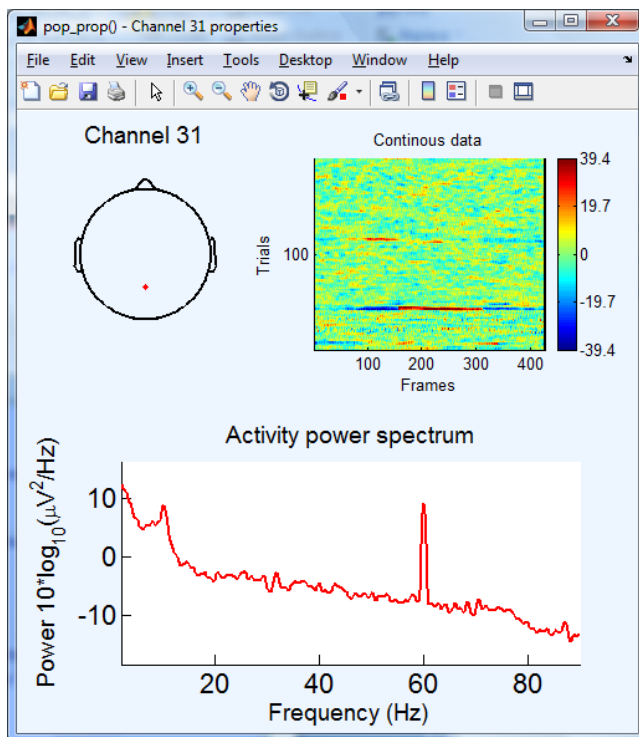 pop_prop() - Channel 31 properties
File Edit View Insert Tools Desktop Window Help
Channel 31
Continous data
Trials
100
100 200 300 400
Frames
39.4
19.7
0
-19.7
-39.4
Activity power spectrum
Power 10*log10(μV2/Hz)
10
0
-10
20 40 60 80
Frequency (Hz)